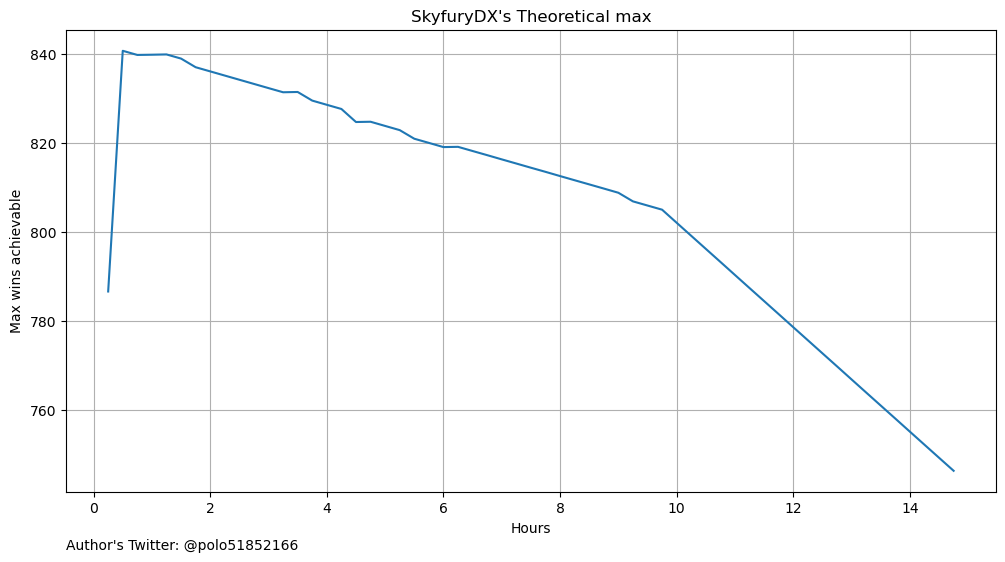 SkyfuryDX's Theoretical max
Max wins achievable
840
820
800
780
760
0 2 4 6 8 10 12 14
Hours
Author's Twitter: @polo51852166